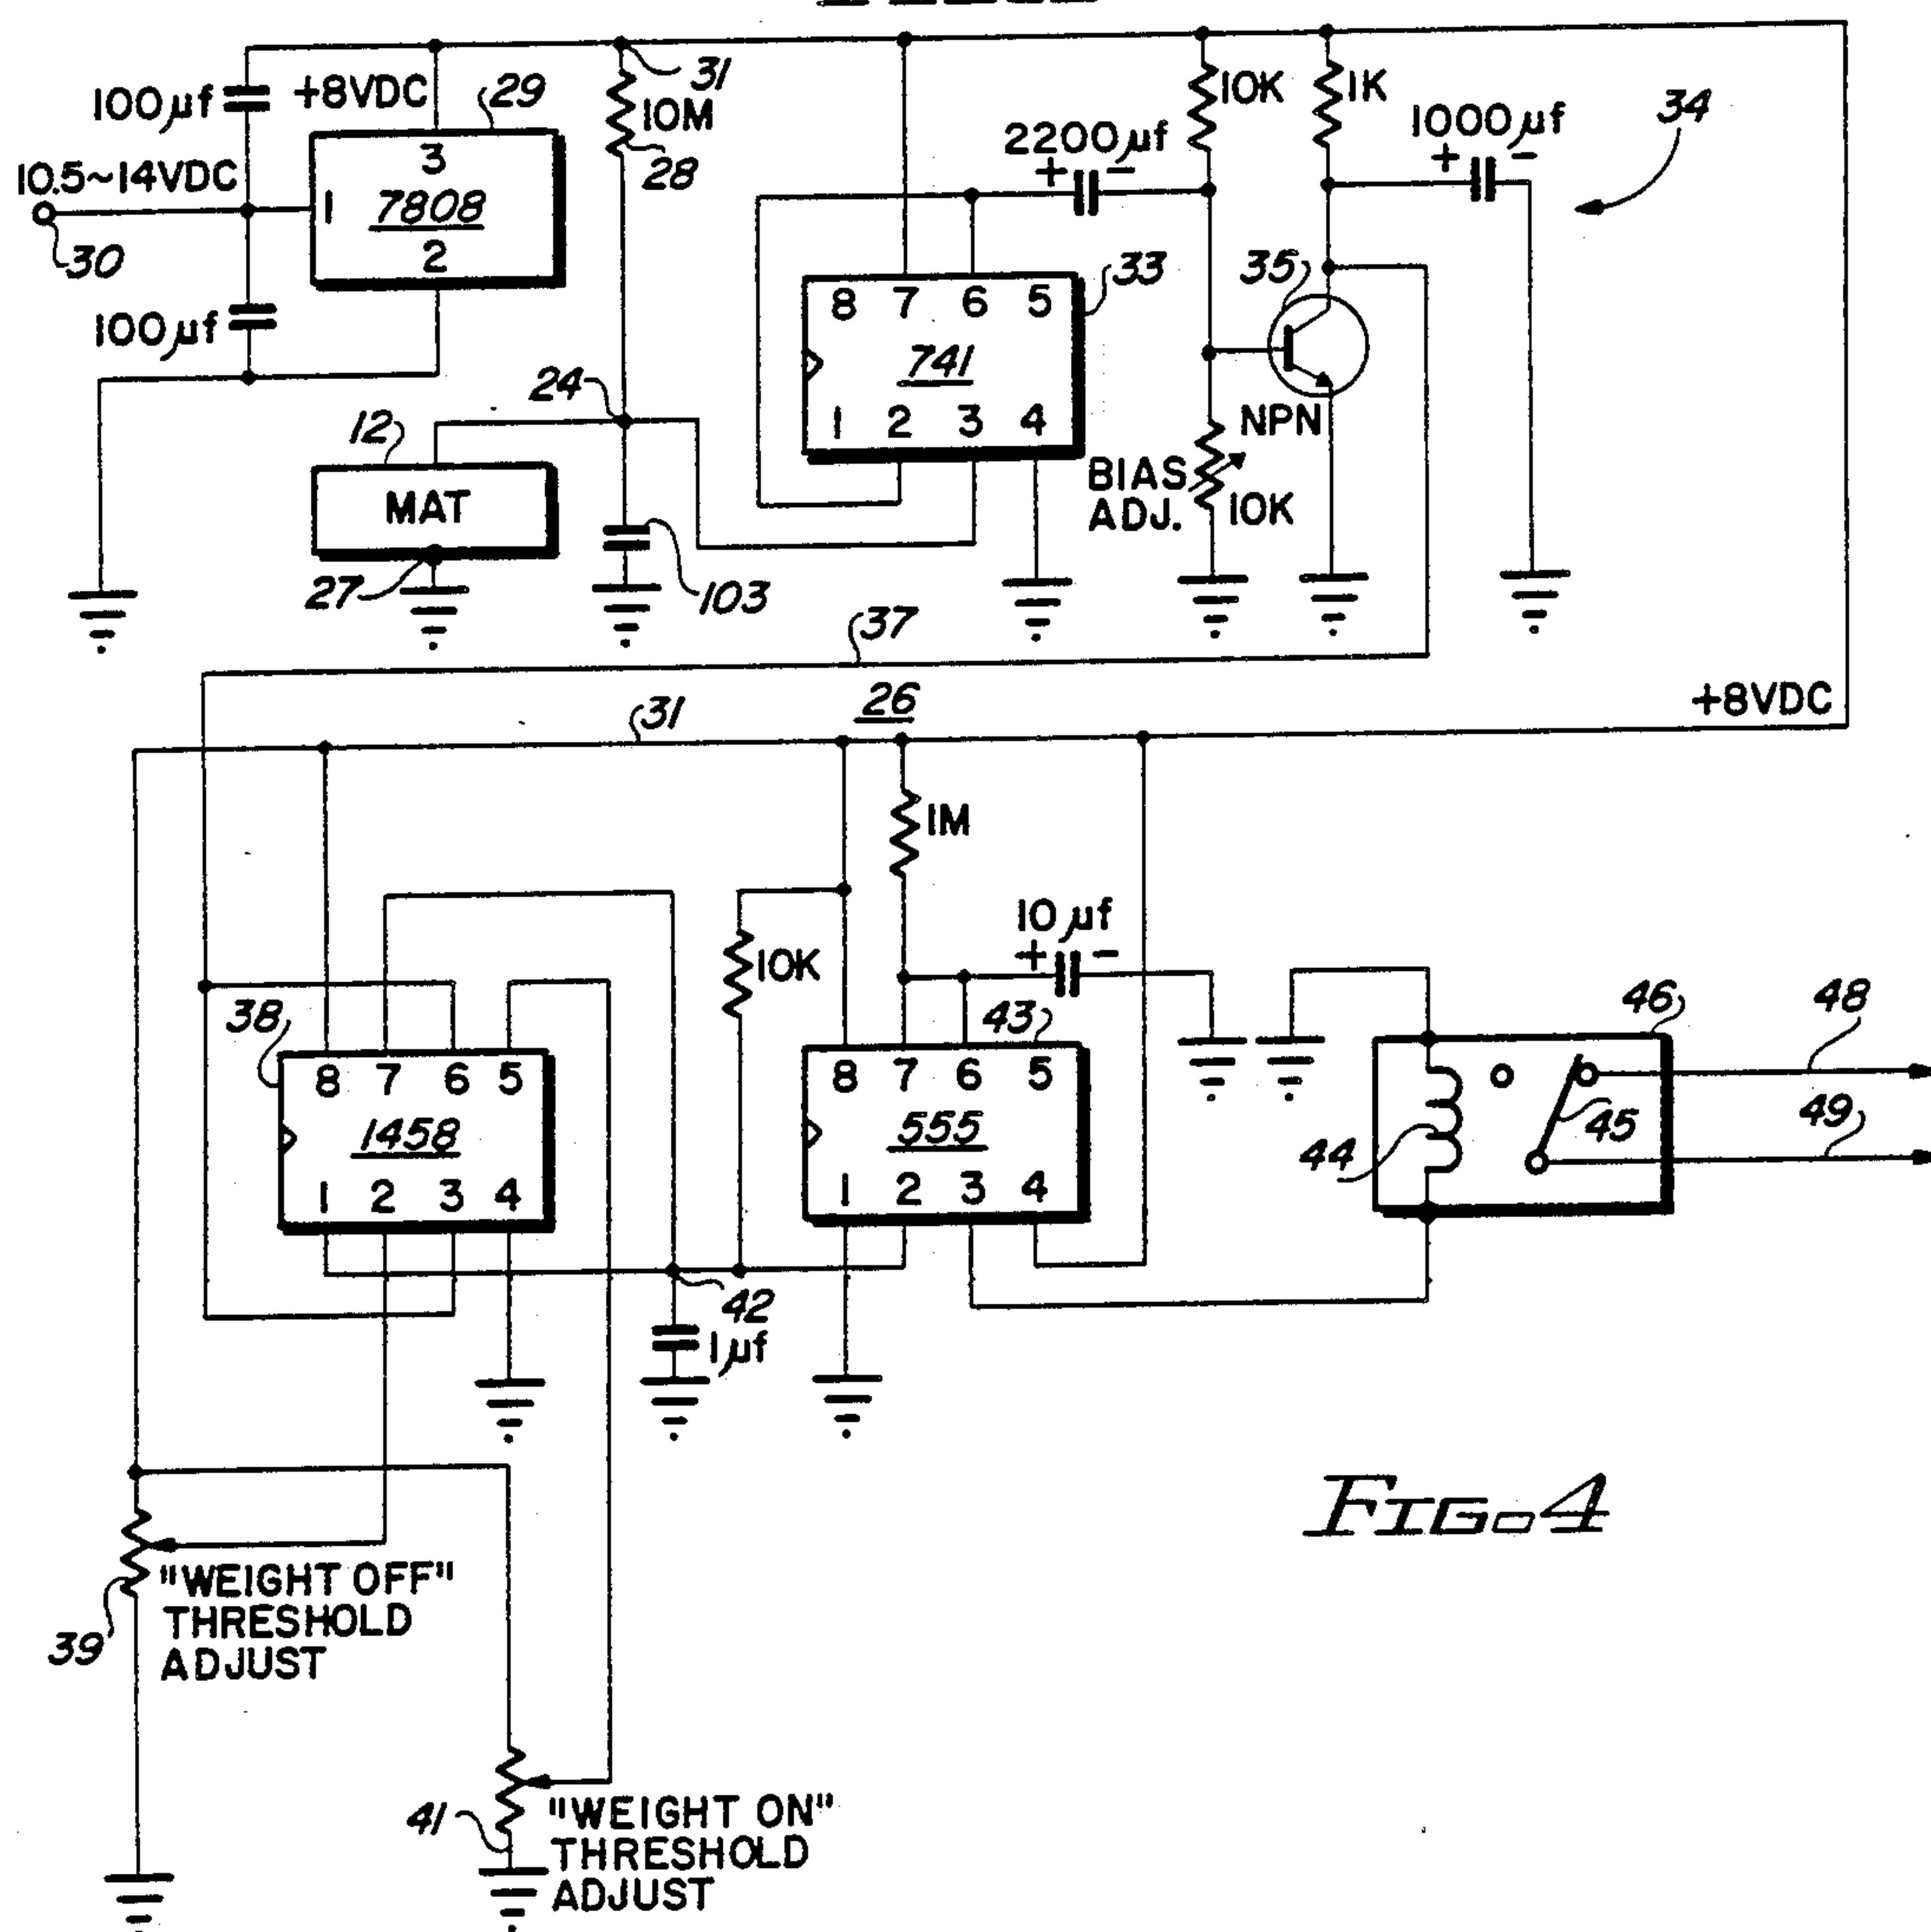 100µf
+8VDC
29
31
10M
28
10K
1K
1000µf
+ -
34
2200µf
+ -
10.5~14VDC
30
3
1
7808
2
100µf
33
35
8 7 6 5
741
1 2 3 4
24
12
MAT
27
103
NPN
BIAS
ADJ.
10K
37
26
31
+8VDC
1M
10µf
+ -
10K
38
43
46
48
8 7 6 5
1458
1 2 3 4
8 7 6 5
555
1 2 3 4
44
45
49
42
1µf
FIG. 4
"WEIGHT OFF"
THRESHOLD
ADJUST
39
41
"WEIGHT ON"
THRESHOLD
ADJUST